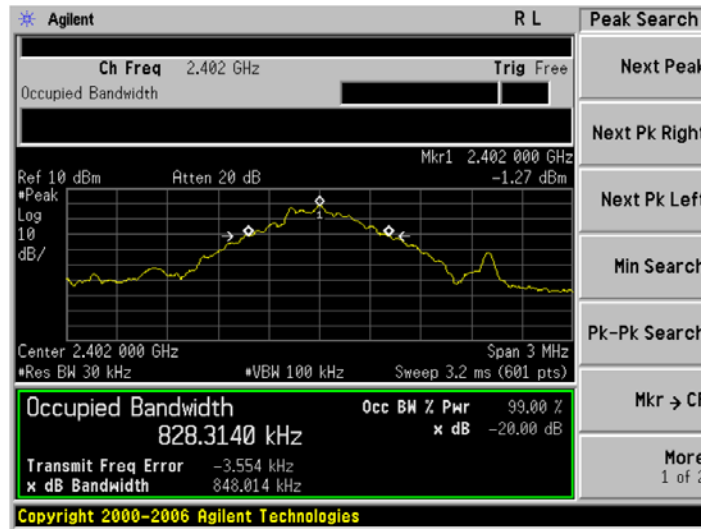 Agilent R L Peak Search
Ch Freq 2.402 GHz Trig Free
Occupied Bandwidth
Next Peak
Next Pk Right
Mkr1 2.402 000 GHz
Ref 10 dBm Atten 20 dB -1.27 dBm
#Peak
Log
10
dB/
1
Next Pk Left
Min Search
Pk-Pk Search
Center 2.402 000 GHz Span 3 MHz
#Res BW 30 kHz #VBW 100 kHz Sweep 3.2 ms (601 pts)
Mkr → CF
Occupied Bandwidth Occ BW % Pwr 99.00 %
828.3140 kHz x dB -20.00 dB
Transmit Freq Error -3.554 kHz
x dB Bandwidth 848.014 kHz
More
1 of 2
Copyright 2000-2006 Agilent Technologies